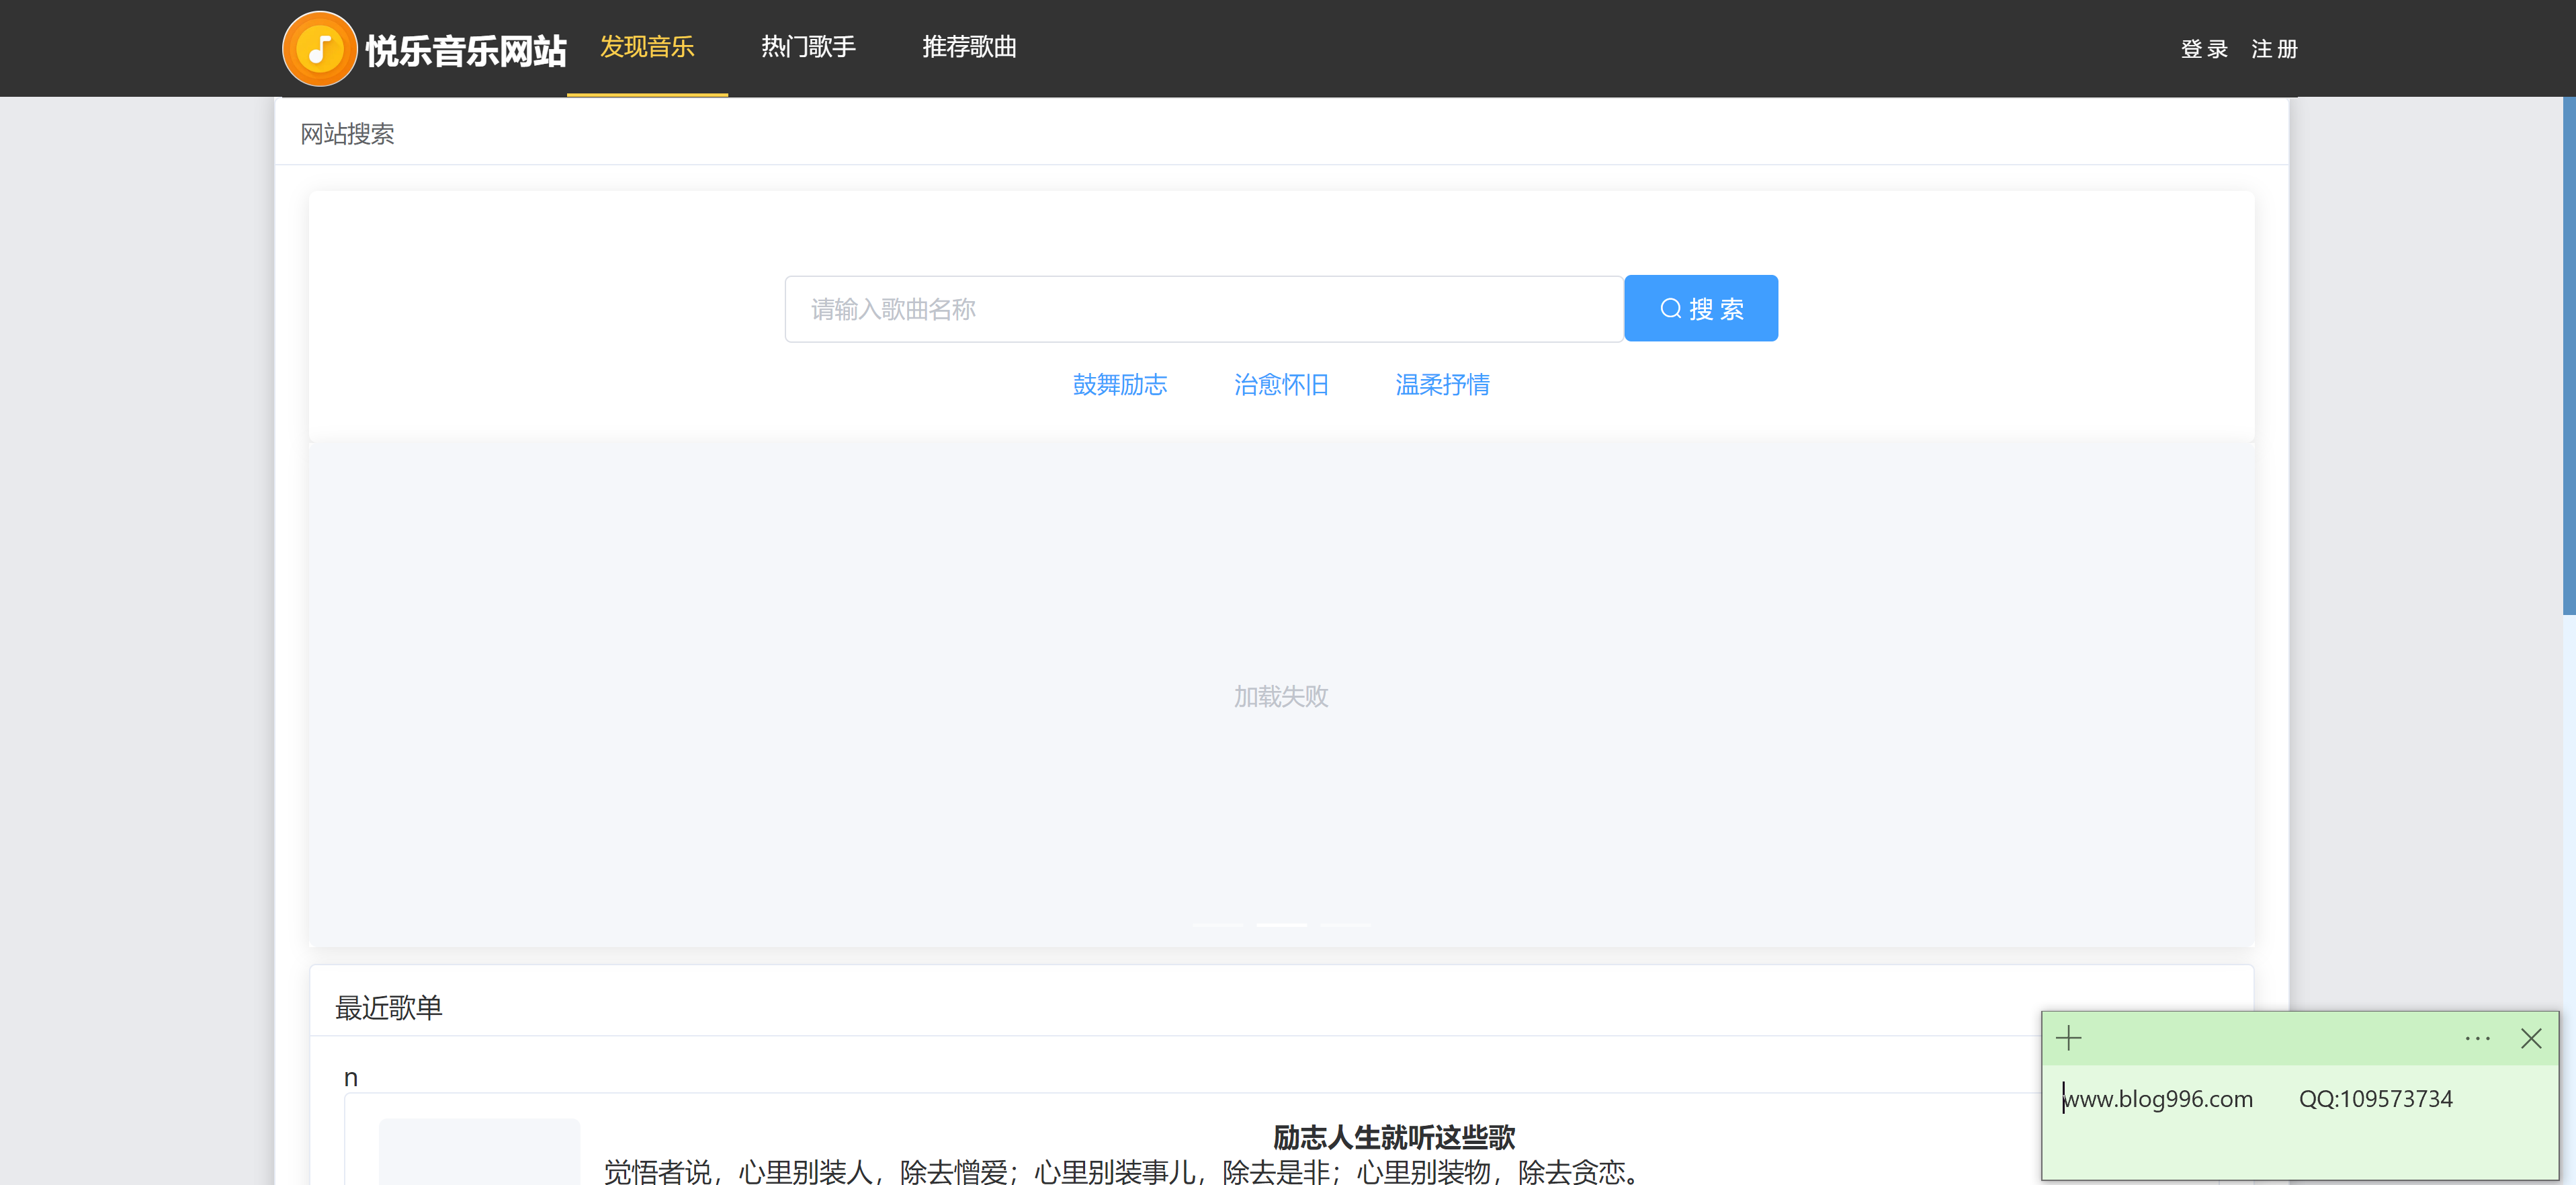 悦乐音乐网站 发现音乐 热门歌手 推荐歌曲 登录 注册
网站搜索
请输入歌曲名称 搜索
鼓舞励志 治愈怀旧 温柔抒情
加载失败
最近歌单
n
励志人生就听这些歌
觉悟者说，心里别装人，除去憎爱；心里别装事儿，除去是非；心里别装物，除去贪恋。
www.blog996.com QQ:109573734